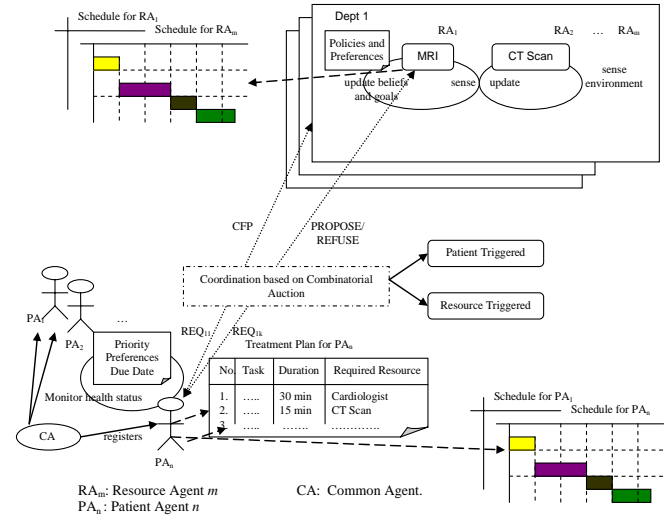 Schedule for RA1
Schedule for RAm
Dept 1
Policies and
Preferences
RA1
RA2 … RAm
MRI
CT Scan
update beliefs
and goals
sense
update
sense
environment
CFP
PROPOSE/
REFUSE
Coordination based on Combinatorial
Auction
Patient Triggered
Resource Triggered
PA1
PA2
…
Priority
Preferences
Due Date
REQ11
REQ1k
Monitor health status
CA
registers
PAn
Treatment Plan for PAn
No. Task Duration Required Resource
1. ….. 30 min Cardiologist
2. ….. 15 min CT Scan
3. ….. ……. ………….
Schedule for PA1
Schedule for PAn
RAm: Resource Agent m
CA: Common Agent.
PAn : Patient Agent n